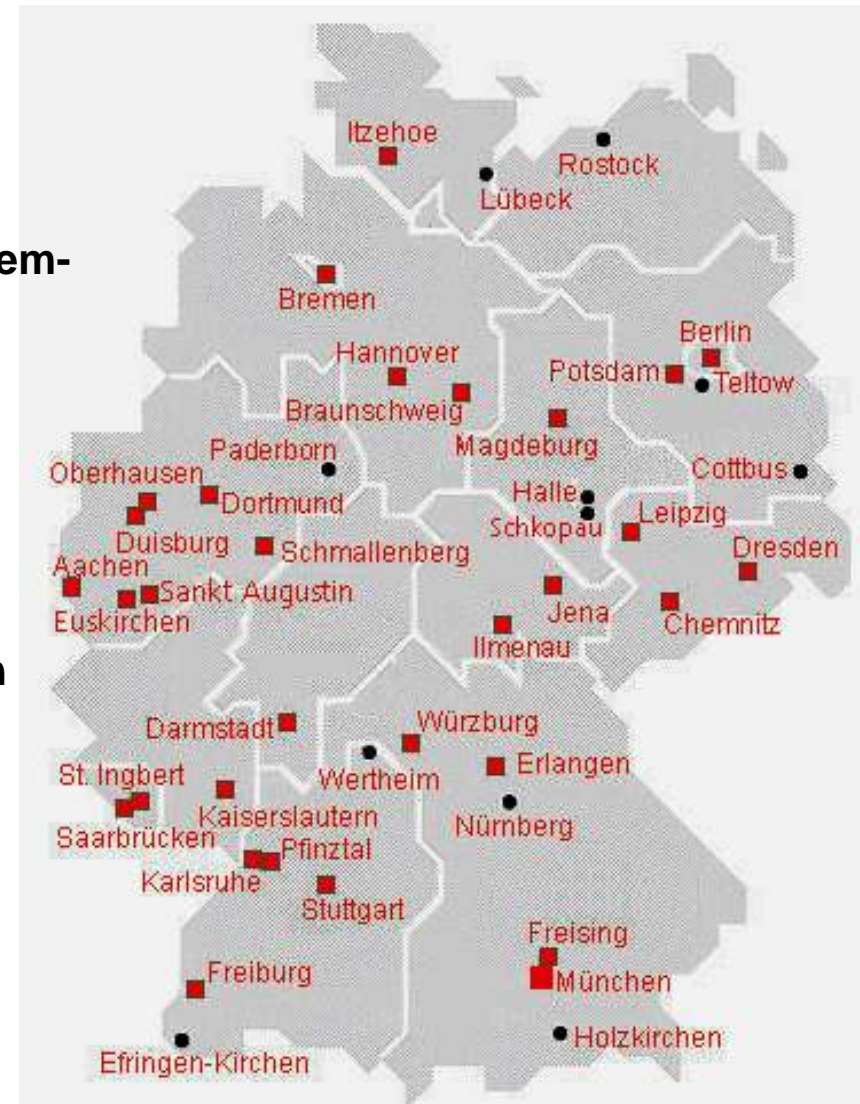 Itzehoe
Rostock
Lübeck
em-
Bremen
Berlin
Hannover
Potsdam
Teltow
Braunschweig
Magdeburg
Paderborn
Cottbus
Oberhausen
Halle
Dortmund
Leipzig
Schkopau
Duisburg
Schmallenberg
Dresden
Aachen
Sankt Augustin
Jena
Euskirchen
Chemnitz
Ilmenau
n
Würzburg
Darmstadt
Erlangen
St. Ingbert
Wertheim
Kaiserslautern
Nürnberg
Saarbrücken
Pfinztal
Karlsruhe
Stuttgart
Freising
Freiburg
München
Holzkirchen
Efringen-Kirchen